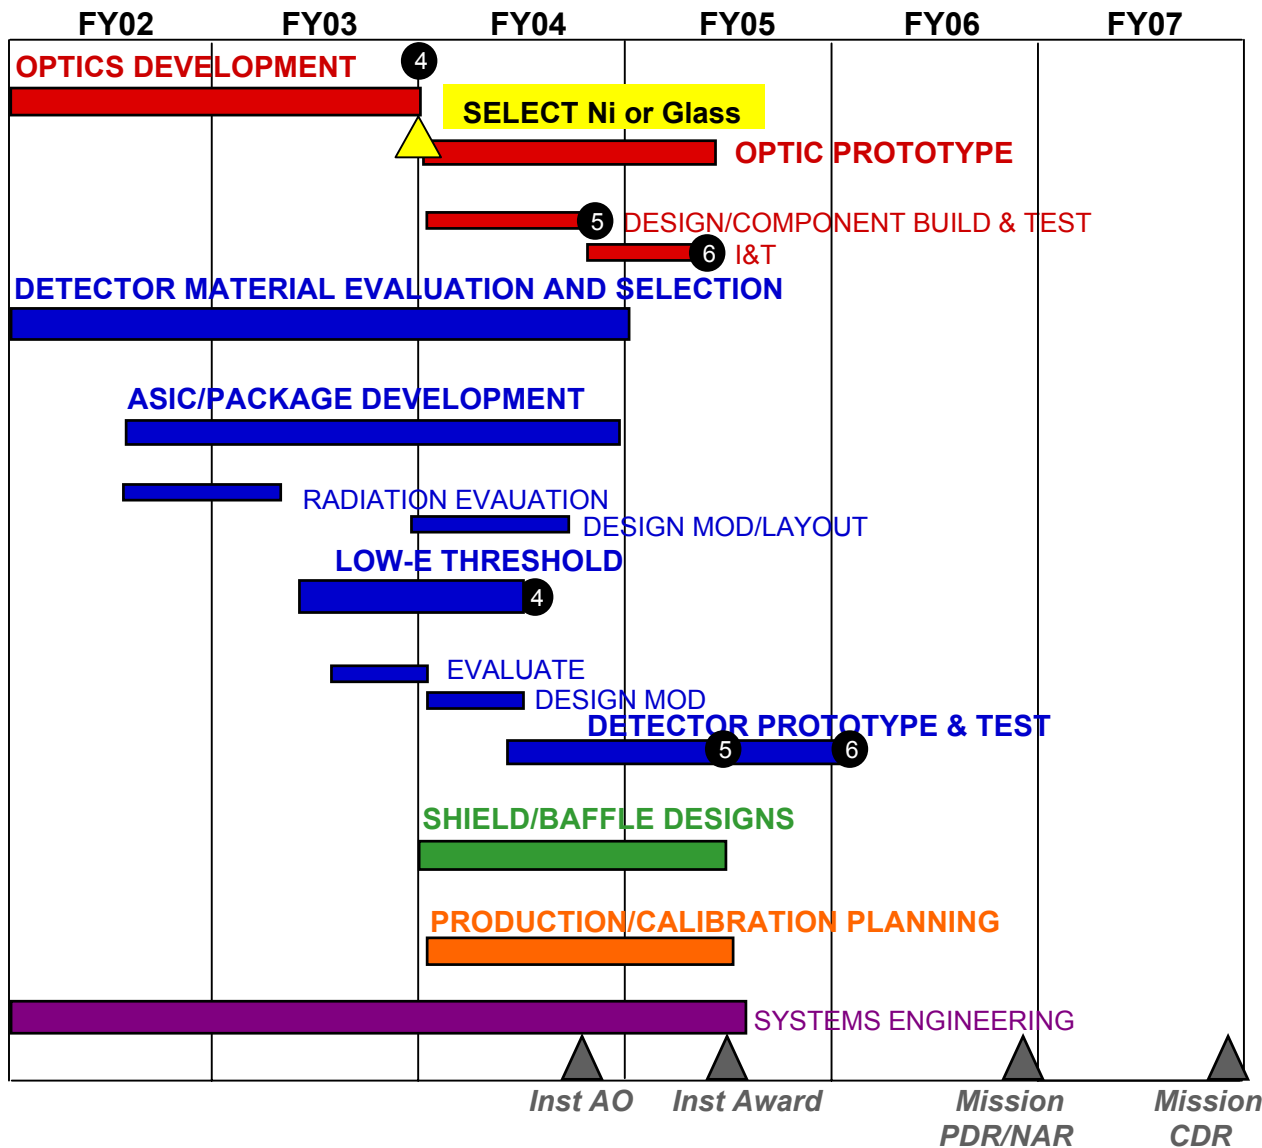 FY02 FY03 FY04 FY05 FY06 FY07
OPTICS DEVELOPMENT
4
SELECT Ni or Glass
OPTIC PROTOTYPE
5 DESIGN/COMPONENT BUILD & TEST
6 I&T
DETECTOR MATERIAL EVALUATION AND SELECTION
ASIC/PACKAGE DEVELOPMENT
RADIATION EVAUATION
DESIGN MOD/LAYOUT
LOW-E THRESHOLD
4
EVALUATE
DESIGN MOD
DETECTOR PROTOTYPE & TEST
5 6
SHIELD/BAFFLE DESIGNS
PRODUCTION/CALIBRATION PLANNING
SYSTEMS ENGINEERING
Inst AO Inst Award Mission Mission
PDR/NAR CDR